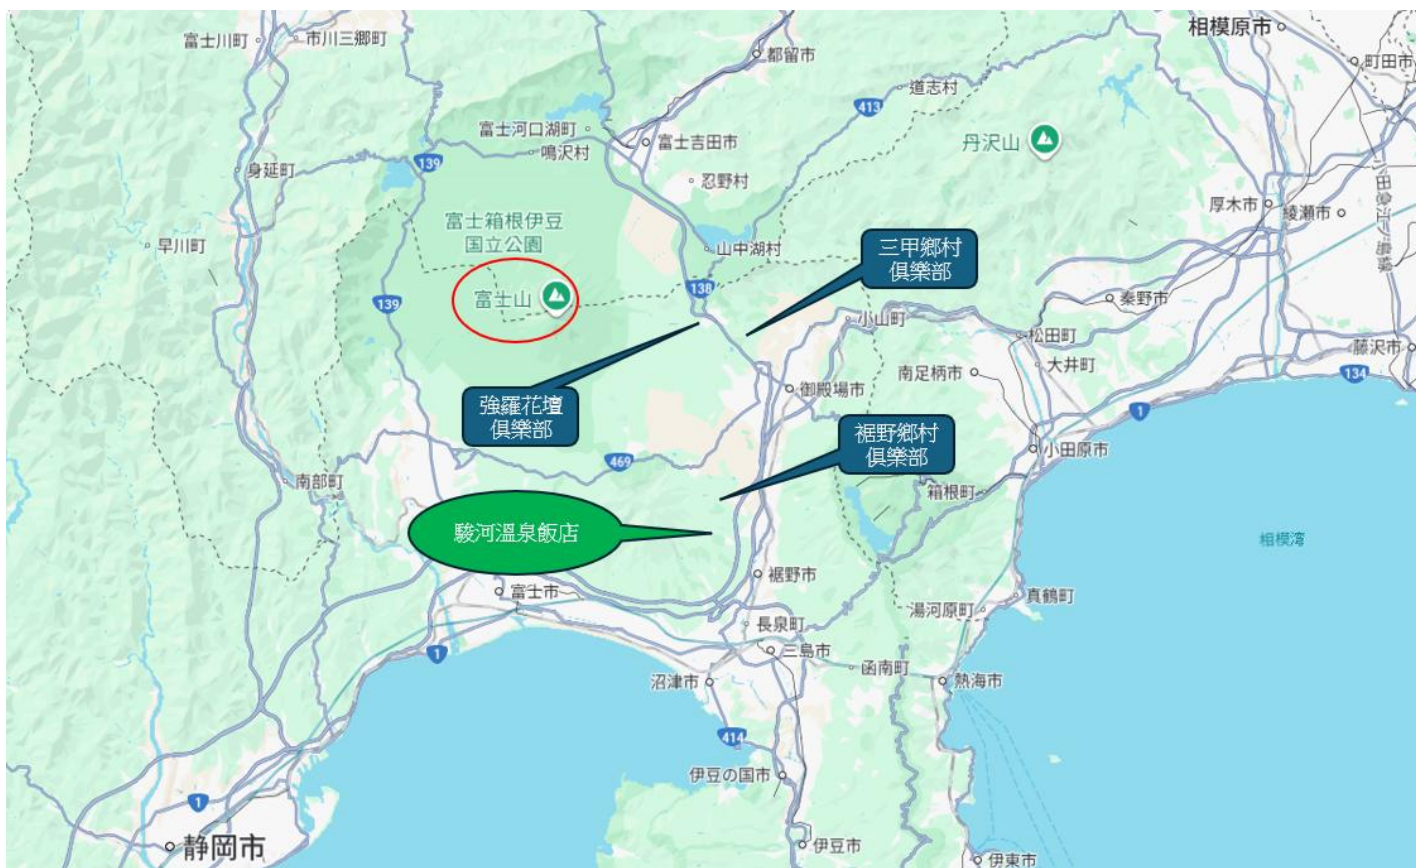 相模原市
富士川町
市川三郷町
都留市
町田市
道志村
413
富士河口湖町
富士吉田市
丹沢山
鳴沢村
139
身延町
忍野村
小田急江ノ島線
厚木市
綾瀬市
富士箱根伊豆
国立公園
早川町
山中湖村
三甲鄉村
俱樂部
138
富士山
139
秦野市
小山町
松田町
藤沢市
大井町
南足柄市
134
御殿場市
強羅花壇
俱樂部
1
裾野鄉村
俱樂部
小田原市
469
南部町
箱根町
駿河溫泉飯店
相模湾
裾野市
富士市
真鶴町
湯河原町
長泉町
三島市
1
函南町
沼津市
熱海市
414
伊豆の国市
1
静岡市
伊豆市
伊東市